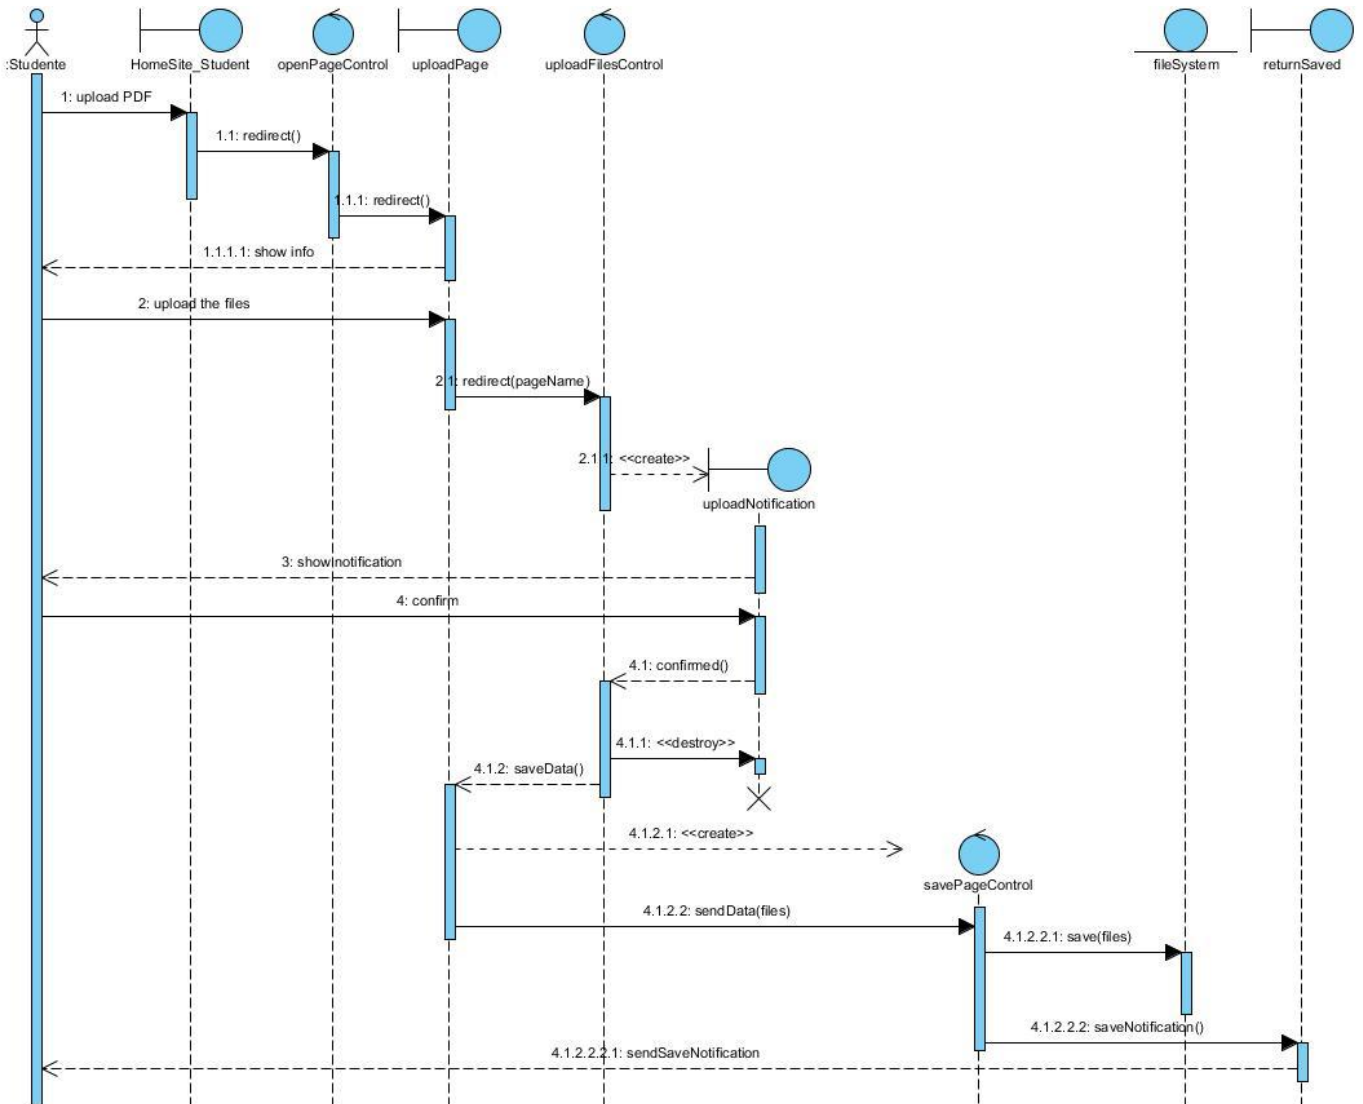 :Studente
HomeSite_Student
openPageControl
uploadPage
uploadFilesControl
fileSystem
returnSaved
1: upload PDF
1.1: redirect()
1.1.1: redirect()
1.1.1.1: show info
2: upload the files
2.1: redirect(pageName)
2.1.1: <<create>>
uploadNotification
3: show notification
4: confirm
4.1: confirmed()
4.1.1: <<destroy>>
4.1.2: saveData()
4.1.2.1: <<create>>
savePageControl
4.1.2.2: sendData(files)
4.1.2.2.1: save(files)
4.1.2.2.2: saveNotification()
4.1.2.2.2.1: sendSaveNotification